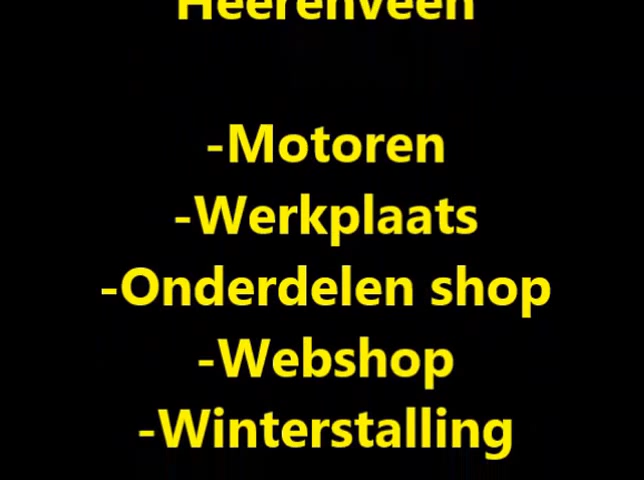 Heerenveen
-Motoren
-Werkplaats
-Onderdelen shop
-Webshop
-Winterstalling